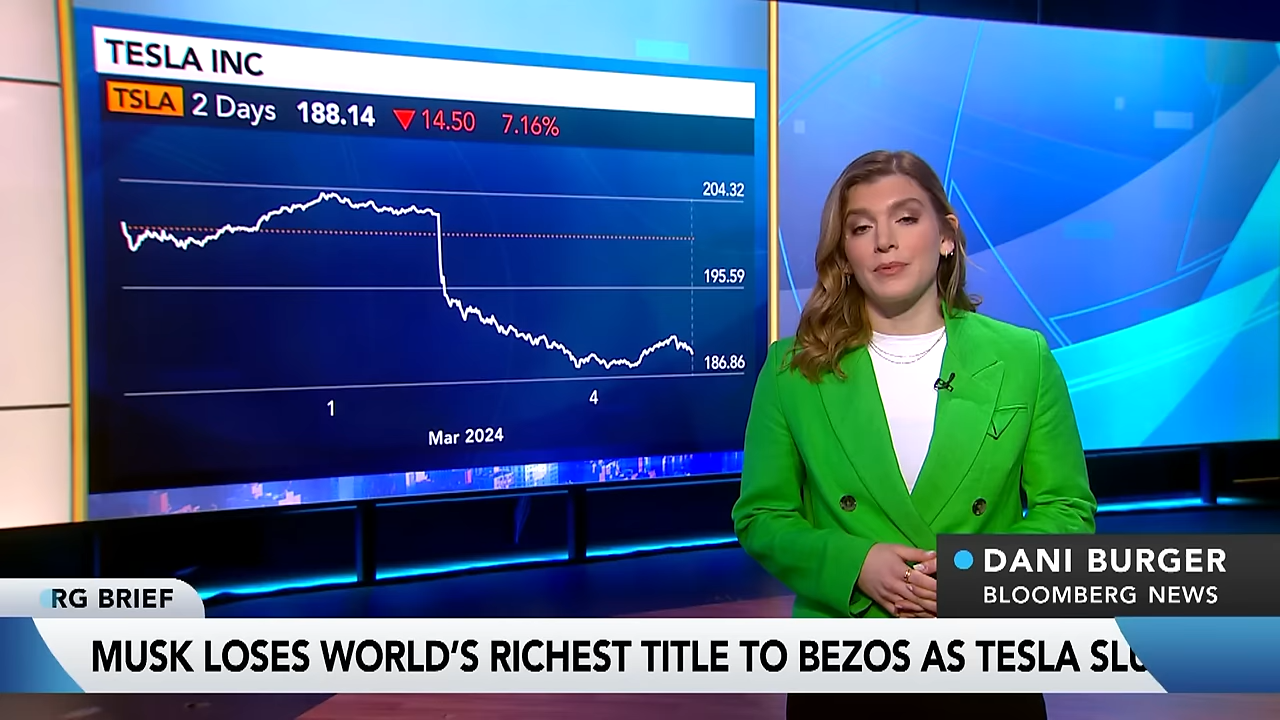 TESLA INC
TSLA 2 Days 188.14 ▼14.50 7.16%
204.32
195.59
186.86
1 4
Mar 2024
DANI BURGER
BLOOMBERG NEWS
RG BRIEF
MUSK LOSES WORLD'S RICHEST TITLE TO BEZOS AS TESLA SLU